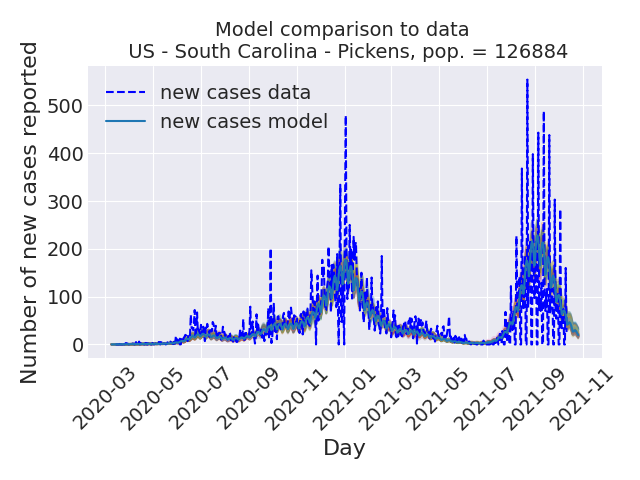 Model comparison to data
US - South Carolina - Pickens, pop. = 126884
Number of new cases reported
500
400
300
200
100
0
new cases data
new cases model
2020-03
2020-05
2020-07
2020-09
2020-11
2021-01
2021-03
2021-05
2021-07
2021-09
2021-11
Day